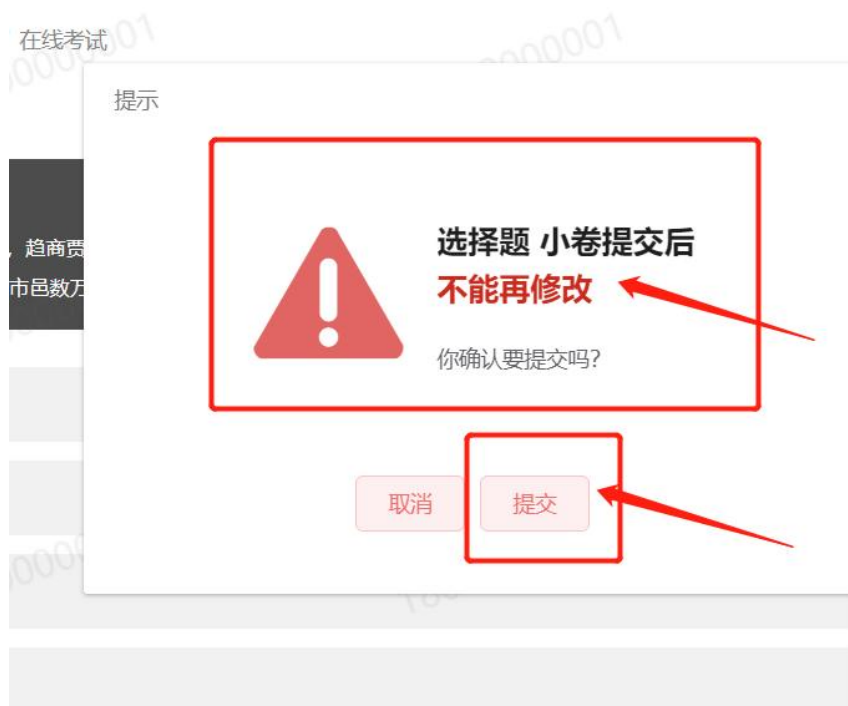 在线考试
提示
，趋商贾
市邑数万
选择题 小卷提交后
不能再修改
你确认要提交吗?
取消
提交